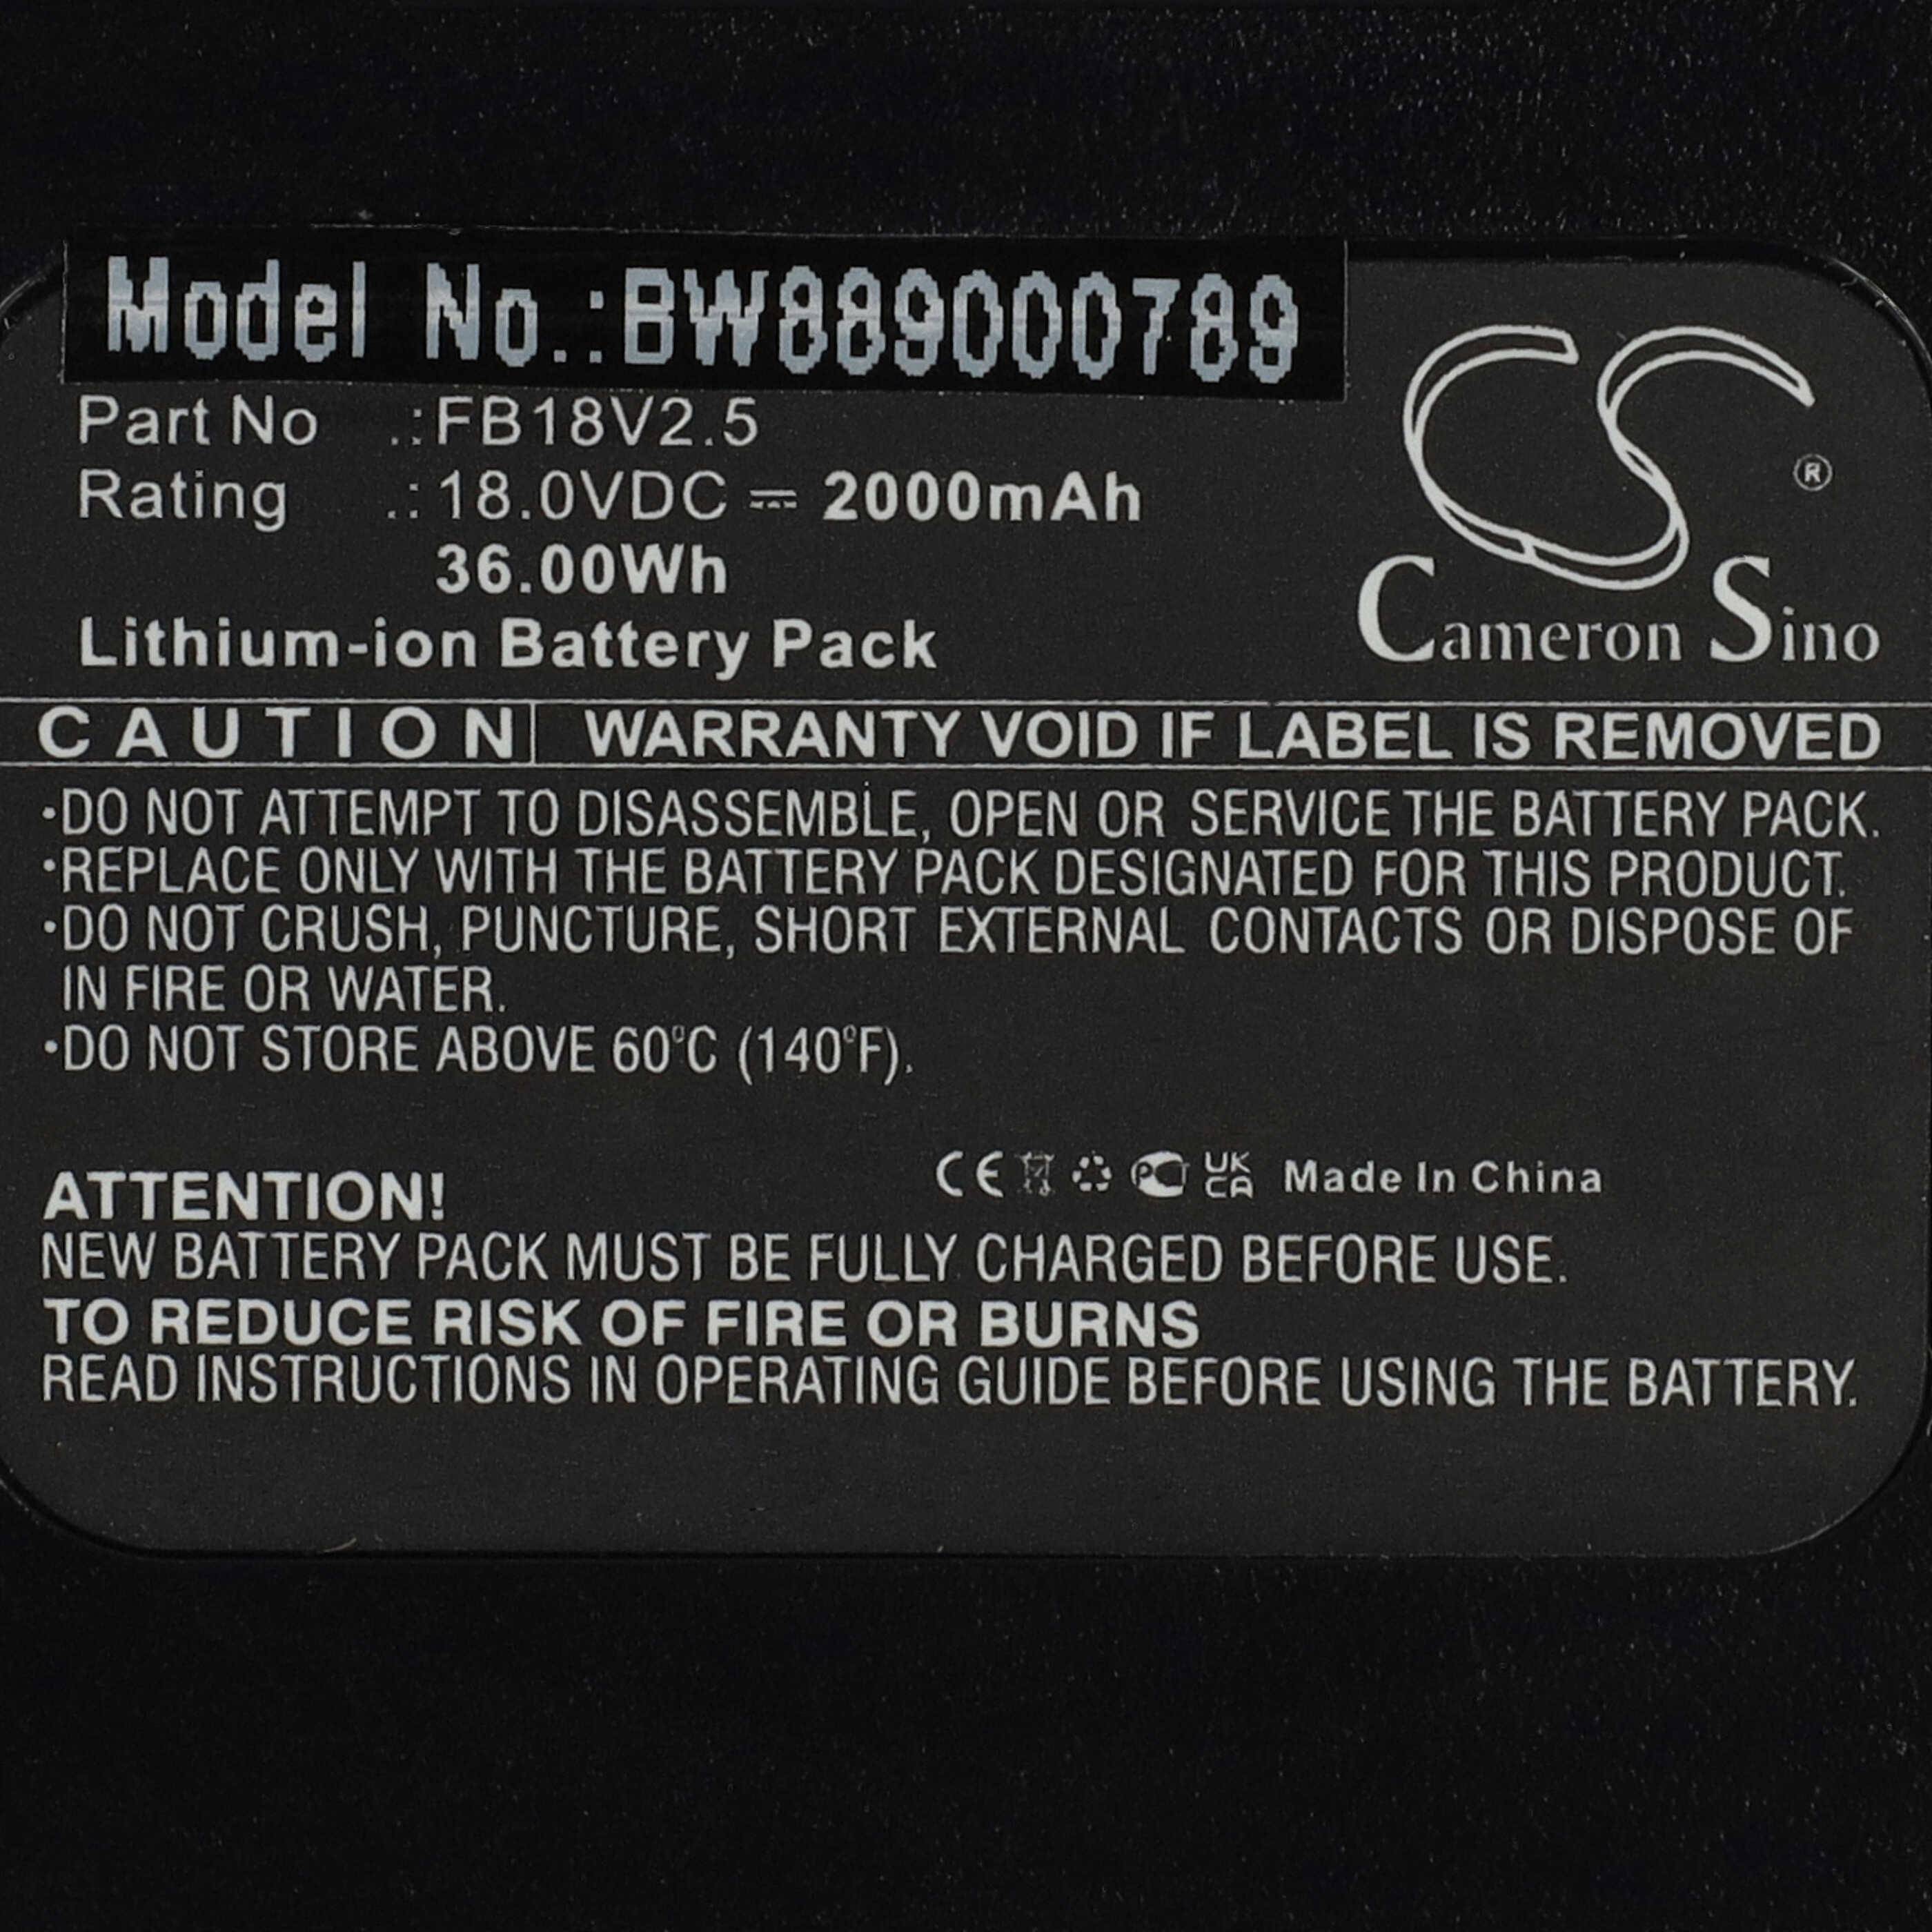 Model No.:BW889000789
Part No .:FB18V2.5
Rating .:18.0VDC ⎓ 2000mAh
36.00Wh
Lithium-ion Battery Pack
CS ®
Cameron Sino
CAUTION WARRANTY VOID IF LABEL IS REMOVED
·DO NOT ATTEMPT TO DISASSEMBLE, OPEN OR SERVICE THE BATTERY PACK.
·REPLACE ONLY WITH THE BATTERY PACK DESIGNATED FOR THIS PRODUCT.
·DO NOT CRUSH, PUNCTURE, SHORT EXTERNAL CONTACTS OR DISPOSE OF
IN FIRE OR WATER.
·DO NOT STORE ABOVE 60°C (140°F).
CE PC UK CA Made In China
ATTENTION!
NEW BATTERY PACK MUST BE FULLY CHARGED BEFORE USE.
TO REDUCE RISK OF FIRE OR BURNS
READ INSTRUCTIONS IN OPERATING GUIDE BEFORE USING THE BATTERY.